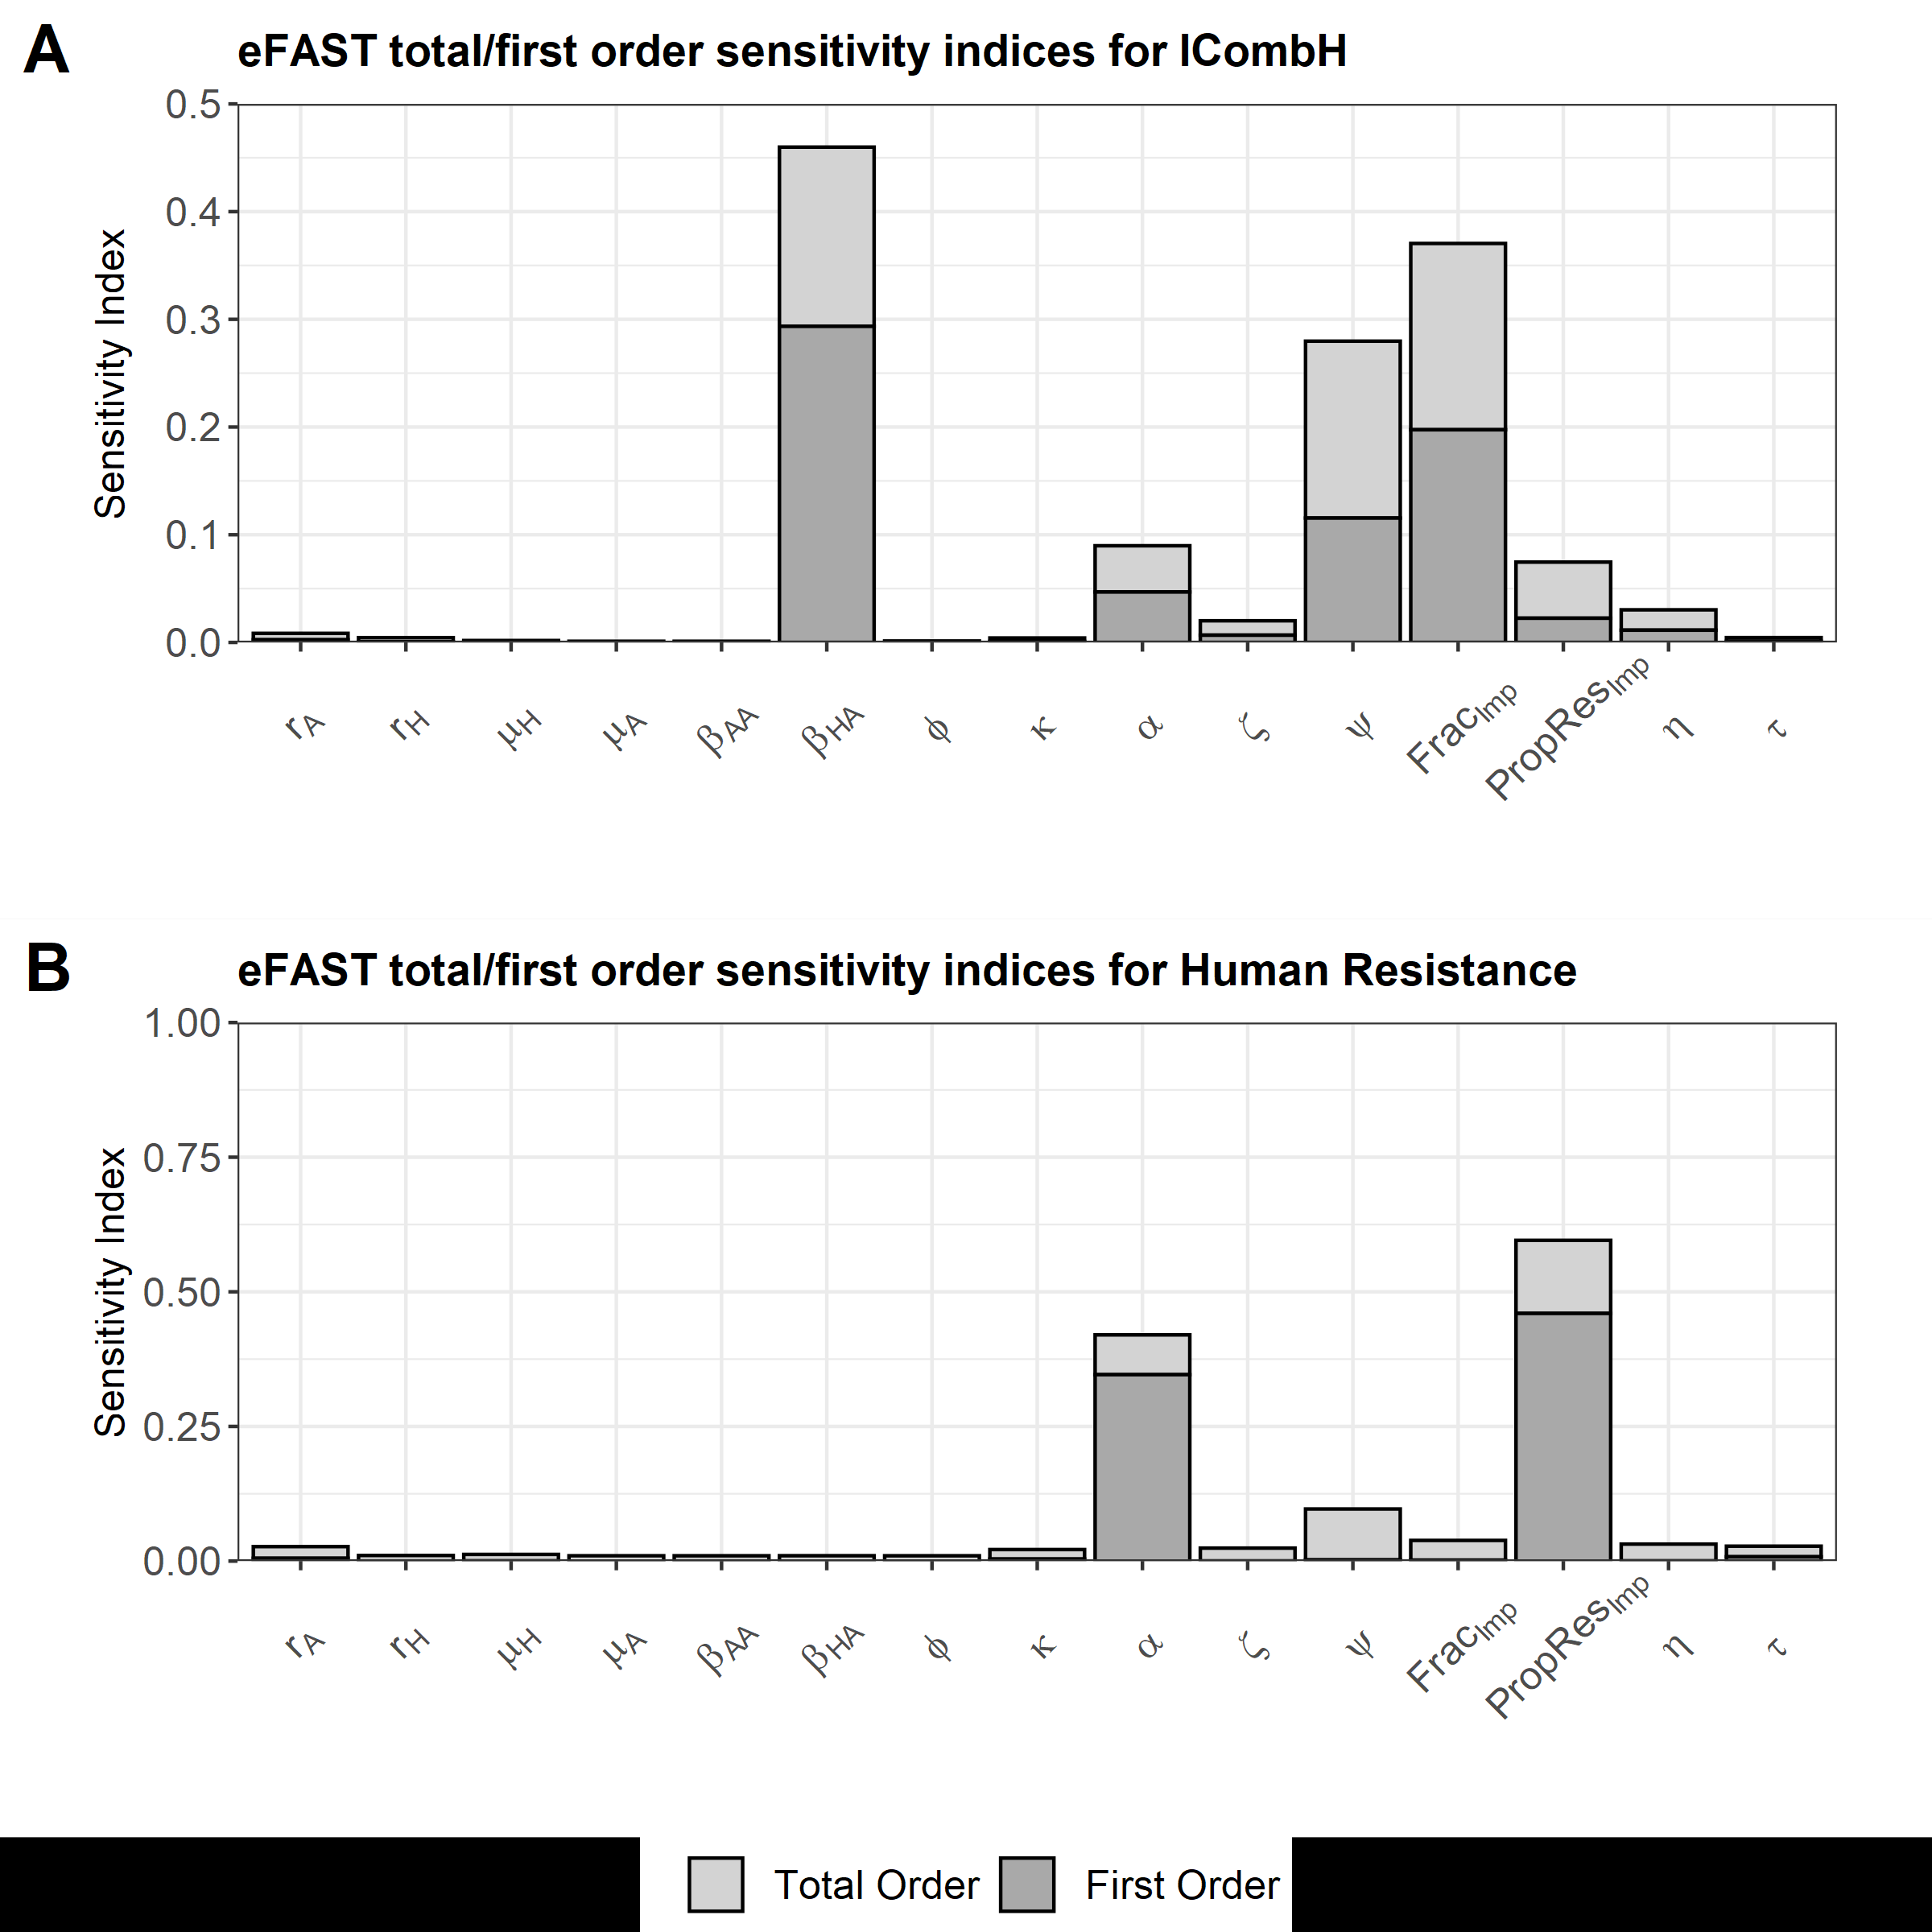 A
eFAST total/first order sensitivity indices for ICombH
Sensitivity Index
0.5
0.4
0.3
0.2
0.1
0.0
rA rH μH μA βAA βHA ϕ κ α ζ ψ FracImp PropResImp η τ
B
eFAST total/first order sensitivity indices for Human Resistance
Sensitivity Index
1.00
0.75
0.50
0.25
0.00
rA rH μH μA βAA βHA ϕ κ α ζ ψ FracImp PropResImp η τ
Total Order First Order